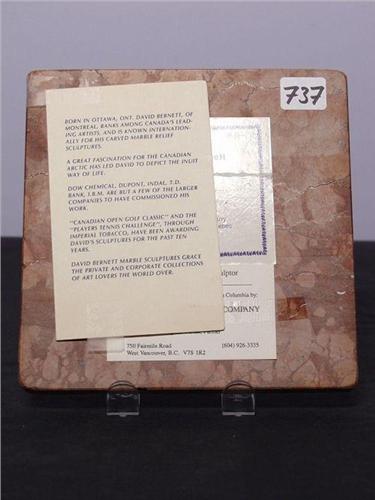 737
BORN IN OTTAWA, ONT. DAVID BERNETT, OF
MONTREAL, RANKS AMONG CANADA'S LEAD-
ING ARTISTS, AND IS KNOWN INTERNATION-
ALLY FOR HIS CARVED MARBLE RELIEF
SCULPTURES.
A GREAT FASCINATION FOR THE CANADIAN
ARCTIC HAS LED DAVID TO DEPICT THE INUIT
WAY OF LIFE.
DOW CHEMICAL, DUPONT, INDAL, T.D.
BANK, I.B.M. ARE BUT A FEW OF THE LARGER
COMPANIES TO HAVE COMMISSIONED HIS
WORK.
"CANADIAN OPEN GOLF CLASSIC" AND THE
"PLAYERS TENNIS CHALLENGE", THROUGH
IMPERIAL TOBACCO, HAVE BEEN AWARDING
DAVID'S SCULPTURES FOR THE PAST TEN
YEARS.
DAVID BERNETT MARBLE SCULPTURES GRACE
THE PRIVATE AND CORPORATE COLLECTIONS
OF ART LOVERS THE WORLD OVER.
ulptor
Columbia by:
COMPANY
750 Fairmile Road (604) 926-3335
West Vancouver, B.C. V7S 1R2